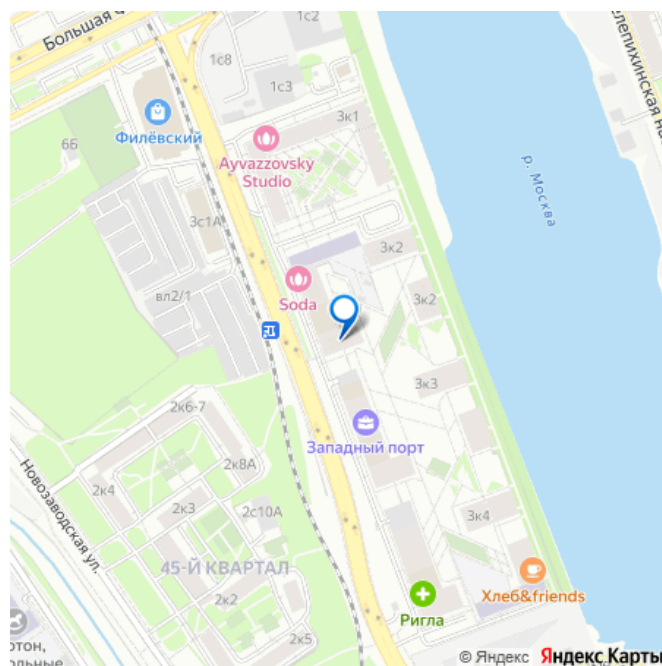 Большая
1с2
1с8
1с3
3к1
Филёвский
6Б
Ayvazzovsky
Studio
р. Москва
3с1А
3к2
вл2/1
Soda
3к2
3к3
2к6-7
Западный порт
2к8А
2к4
2к3
Новозаводская ул.
2с10А
3к4
45-Й КВАРТАЛ
Хлеб&friends
2к2
Ригла
2к5
© Яндекс Яндекс Карты